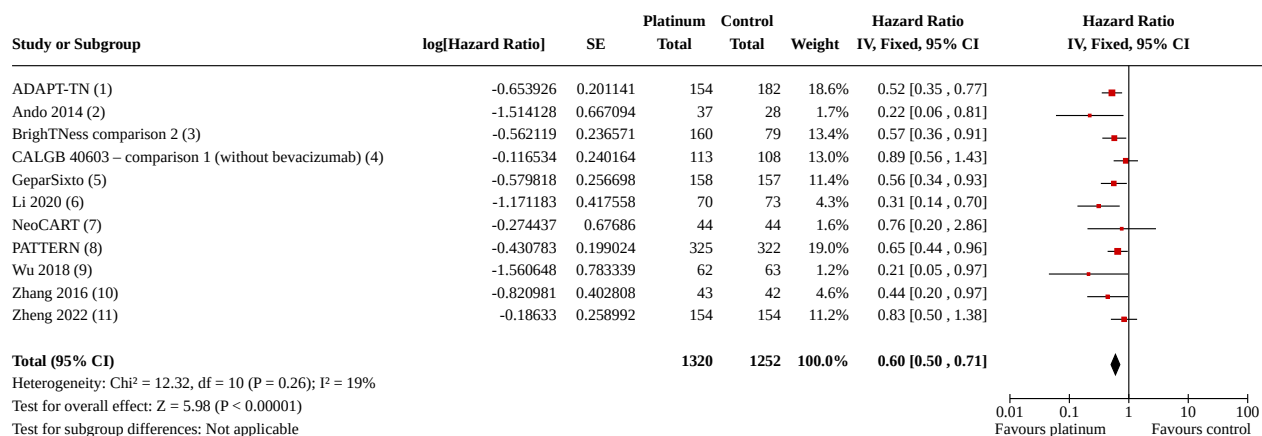 Platinum Control Hazard Ratio Hazard Ratio
Study or Subgroup log[Hazard Ratio] SE Total Total Weight IV, Fixed, 95% CI IV, Fixed, 95% CI
ADAPT-TN (1) -0.653926 0.201141 154 182 18.6% 0.52 [0.35 , 0.77]
Ando 2014 (2) -1.514128 0.667094 37 28 1.7% 0.22 [0.06 , 0.81]
BrighTNess comparison 2 (3) -0.562119 0.236571 160 79 13.4% 0.57 [0.36 , 0.91]
CALGB 40603 – comparison 1 (without bevacizumab) (4) -0.116534 0.240164 113 108 13.0% 0.89 [0.56 , 1.43]
GeparSixto (5) -0.579818 0.256698 158 157 11.4% 0.56 [0.34 , 0.93]
Li 2020 (6) -1.171183 0.417558 70 73 4.3% 0.31 [0.14 , 0.70]
NeoCART (7) -0.274437 0.67686 44 44 1.6% 0.76 [0.20 , 2.86]
PATTERN (8) -0.430783 0.199024 325 322 19.0% 0.65 [0.44 , 0.96]
Wu 2018 (9) -1.560648 0.783339 62 63 1.2% 0.21 [0.05 , 0.97]
Zhang 2016 (10) -0.820981 0.402808 43 42 4.6% 0.44 [0.20 , 0.97]
Zheng 2022 (11) -0.18633 0.258992 154 154 11.2% 0.83 [0.50 , 1.38]
Total (95% CI) 1320 1252 100.0% 0.60 [0.50 , 0.71]
Heterogeneity: Chi² = 12.32, df = 10 (P = 0.26); I² = 19%
Test for overall effect: Z = 5.98 (P < 0.00001)
0.01 0.1 1 10 100
Test for subgroup differences: Not applicable Favours platinum Favours control